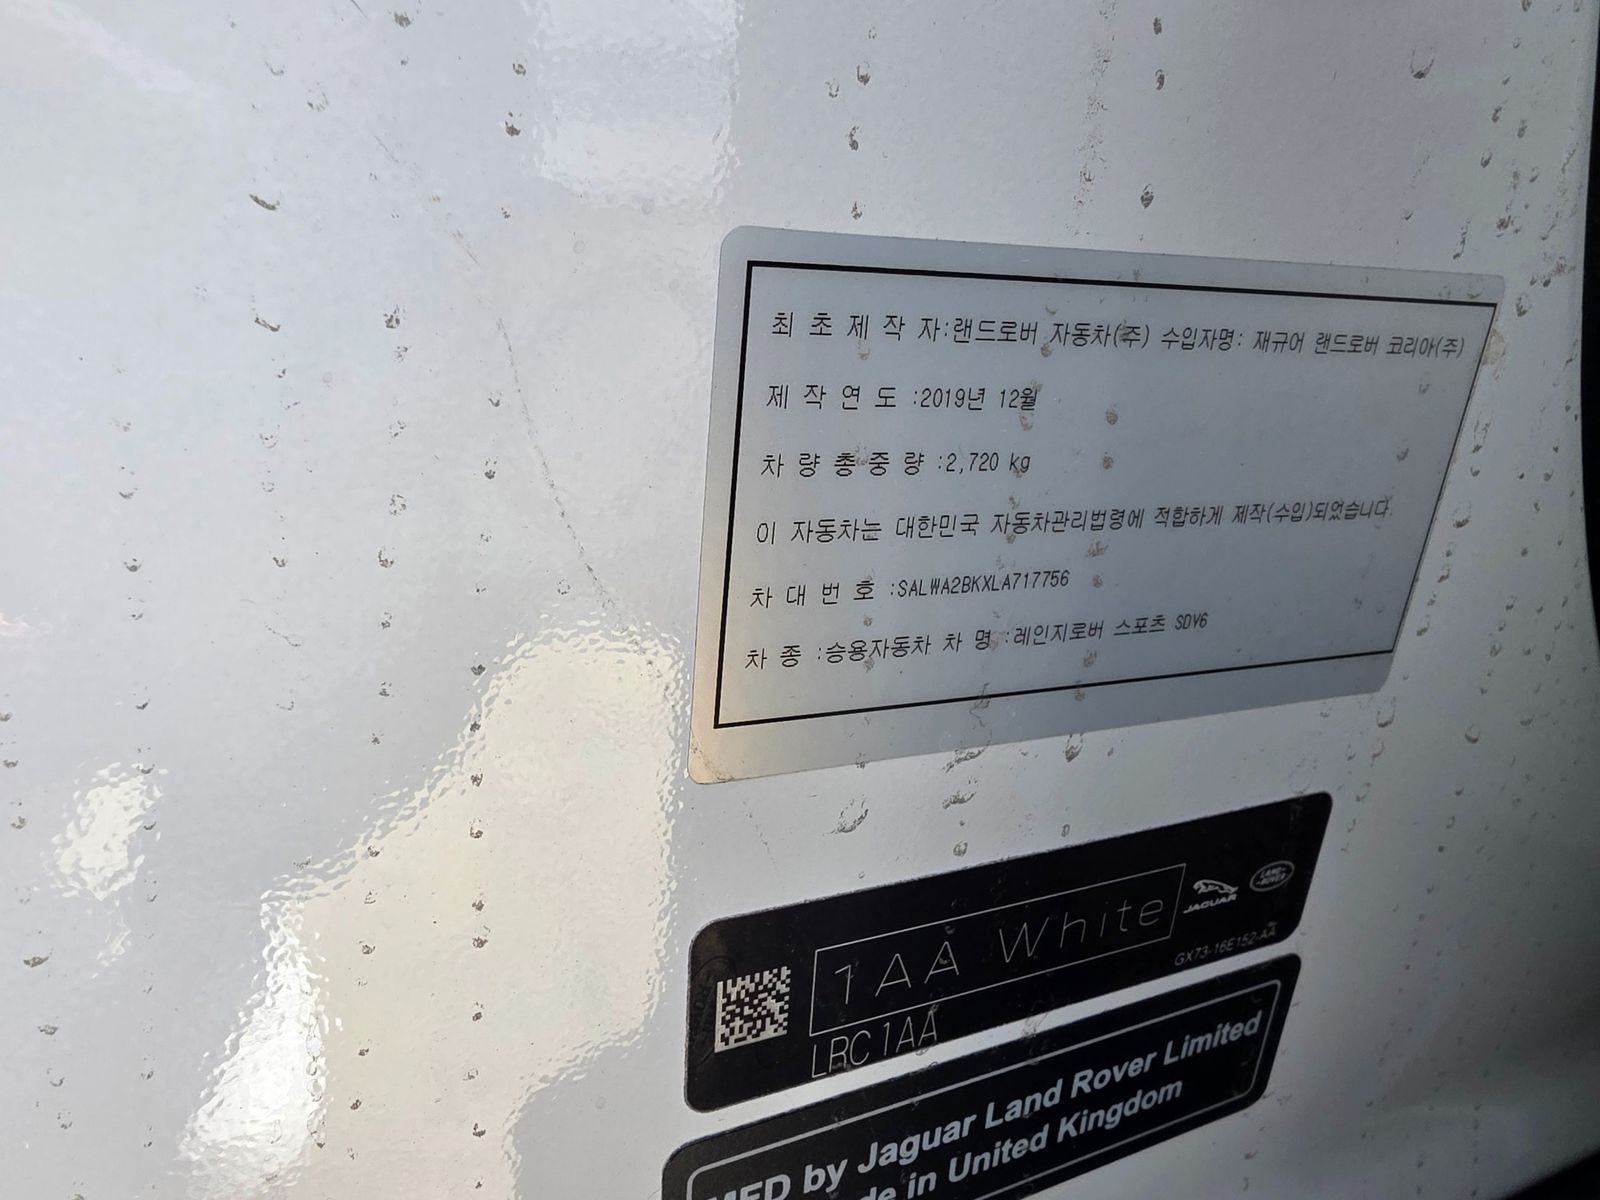 최 초 제 작 자:랜드로버 자동차(주) 수입자명: 재규어 랜드로버 코리아(주)
제 작 연 도 :2019년 12월
차 량 총 중 량 :2,720 kg
이 자동차는 대한민국 자동차관리법령에 적합하게 제작(수입)되었습니다.
차 대 번 호 :SALWA2BKXLA717756
차 종 :승용자동차 차 명 :레인지로버 스포츠 SDV6
1AA White
JAGUAR
LAND ROVER
GX73-16E152-AA
LRC1AA
MFD by Jaguar Land Rover Limited
in United Kingdom